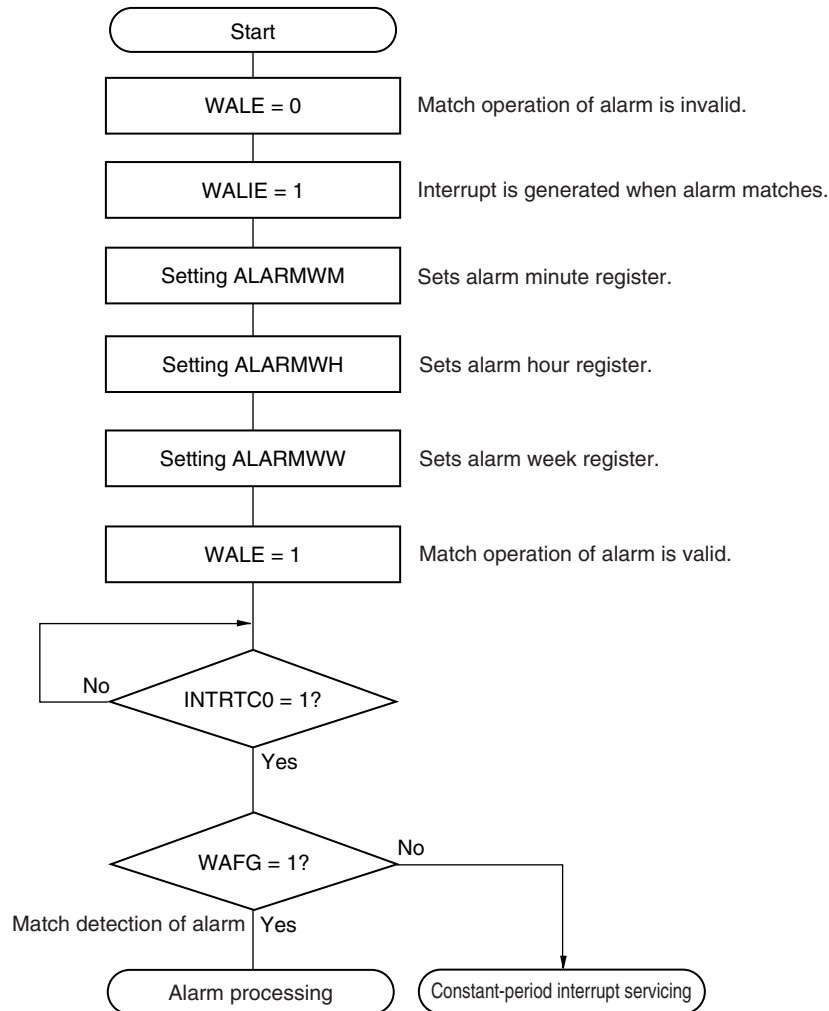 Start
WALE = 0
Match operation of alarm is invalid.
WALIE = 1
Interrupt is generated when alarm matches.
Setting ALARMWM
Sets alarm minute register.
Setting ALARMWH
Sets alarm hour register.
Setting ALARMWW
Sets alarm week register.
WALE = 1
Match operation of alarm is valid.
No
INTRTC0 = 1?
Yes
WAFG = 1?
No
Match detection of alarm
Yes
Alarm processing
Constant-period interrupt servicing